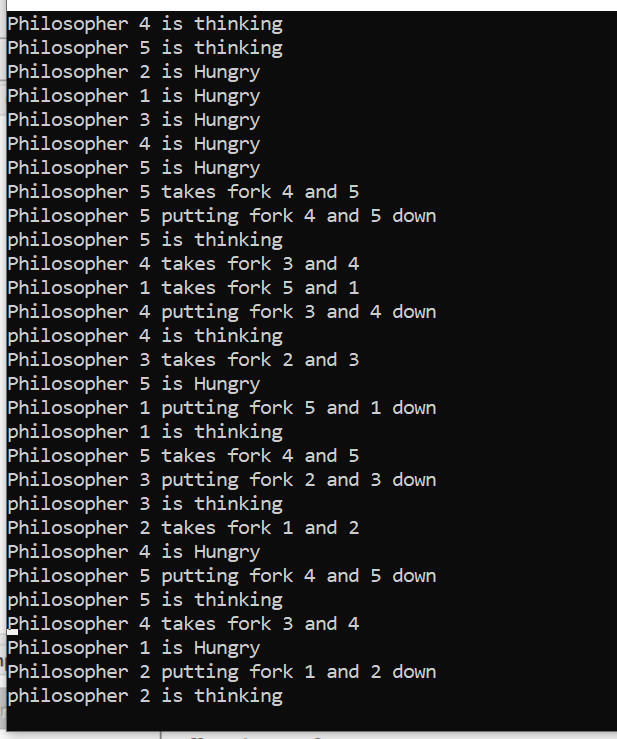 Philosopher 4 is thinking
Philosopher 5 is thinking
Philosopher 2 is Hungry
Philosopher 1 is Hungry
Philosopher 3 is Hungry
Philosopher 4 is Hungry
Philosopher 5 is Hungry
Philosopher 5 takes fork 4 and 5
Philosopher 5 putting fork 4 and 5 down
philosopher 5 is thinking
Philosopher 4 takes fork 3 and 4
Philosopher 1 takes fork 5 and 1
Philosopher 4 putting fork 3 and 4 down
philosopher 4 is thinking
Philosopher 3 takes fork 2 and 3
Philosopher 5 is Hungry
Philosopher 1 putting fork 5 and 1 down
philosopher 1 is thinking
Philosopher 5 takes fork 4 and 5
Philosopher 3 putting fork 2 and 3 down
philosopher 3 is thinking
Philosopher 2 takes fork 1 and 2
Philosopher 4 is Hungry
Philosopher 5 putting fork 4 and 5 down
philosopher 5 is thinking
Philosopher 4 takes fork 3 and 4
Philosopher 1 is Hungry
Philosopher 2 putting fork 1 and 2 down
philosopher 2 is thinking